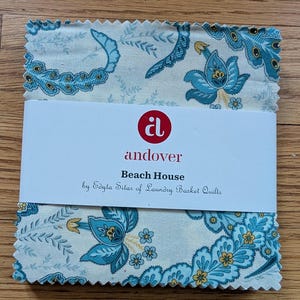 a
andover
Beach House
by Edyta Sitar of Laundry Basket Quilts